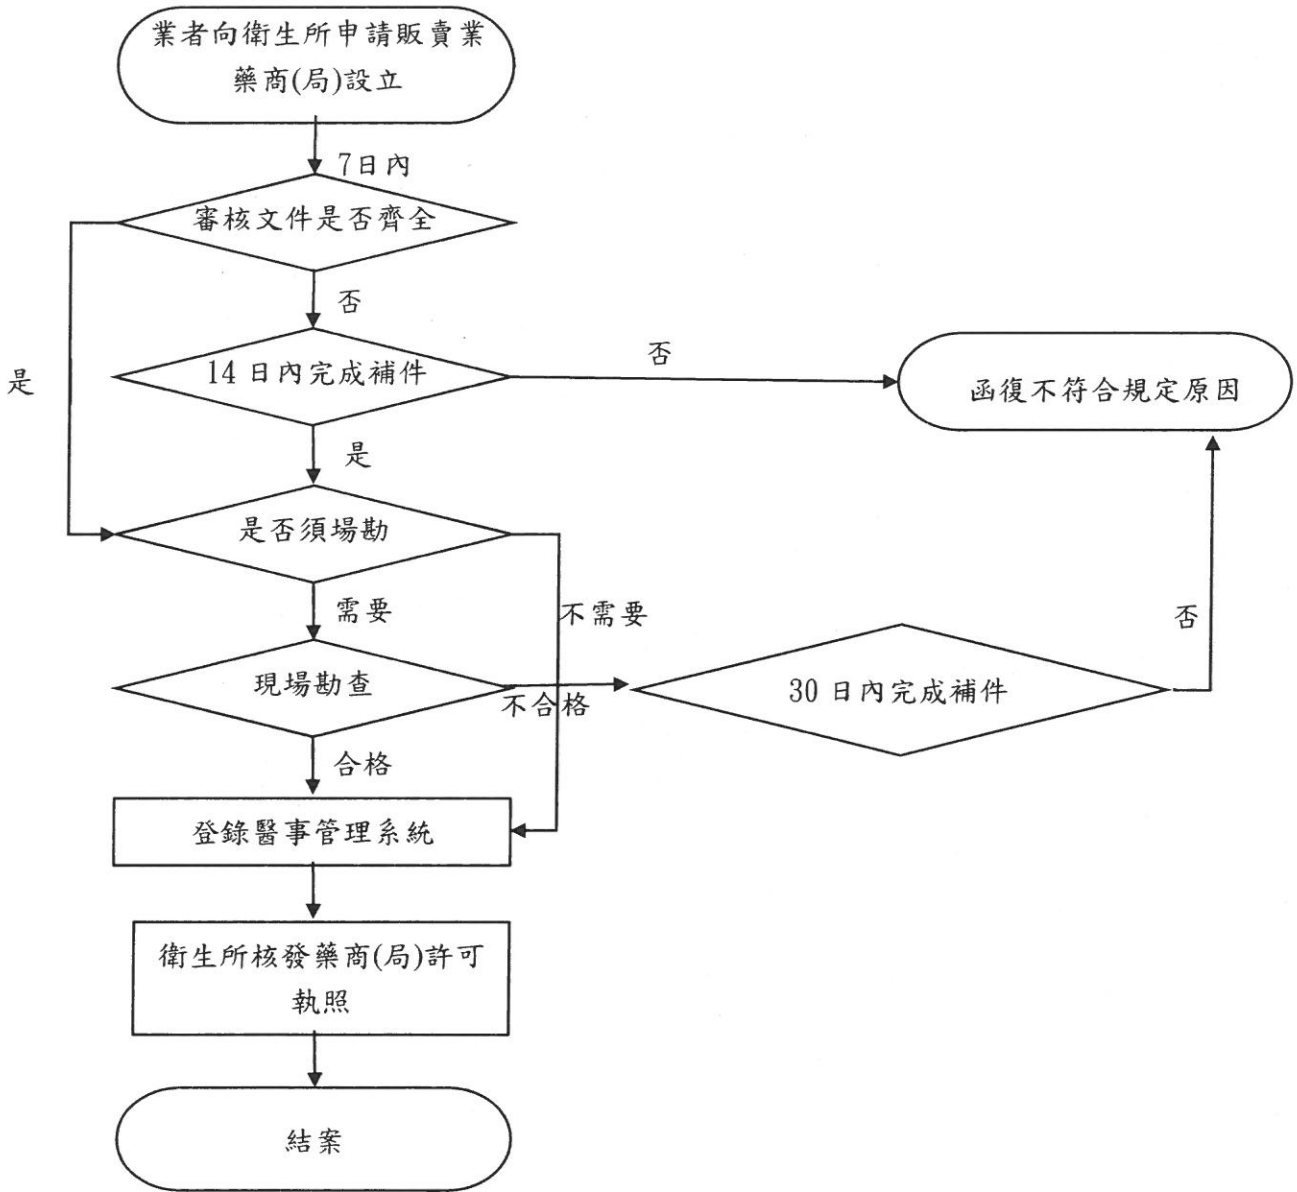 業者向衛生所申請販賣業
藥商(局)設立
7日內
審核文件是否齊全
否
是
14 日內完成補件
否
函復不符合規定原因
是
是否須場勘
需要
不需要
否
現場勘查
不合格
30 日內完成補件
合格
登錄醫事管理系統
衛生所核發藥商(局)許可
執照
結案